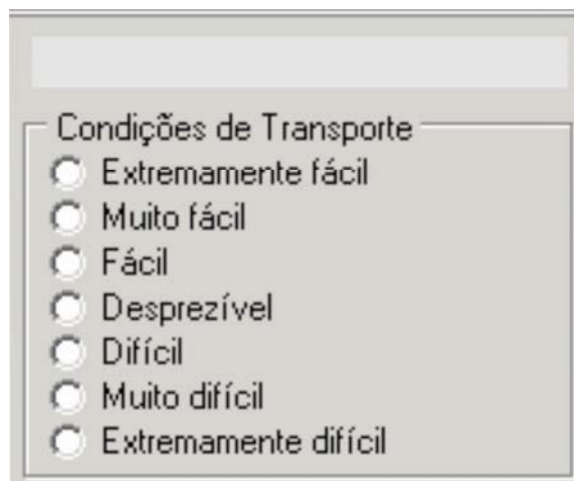 Condições de Transporte
Extremamente fácil
Muito fácil
Fácil
Desprezível
Difícil
Muito difícil
Extremamente difícil